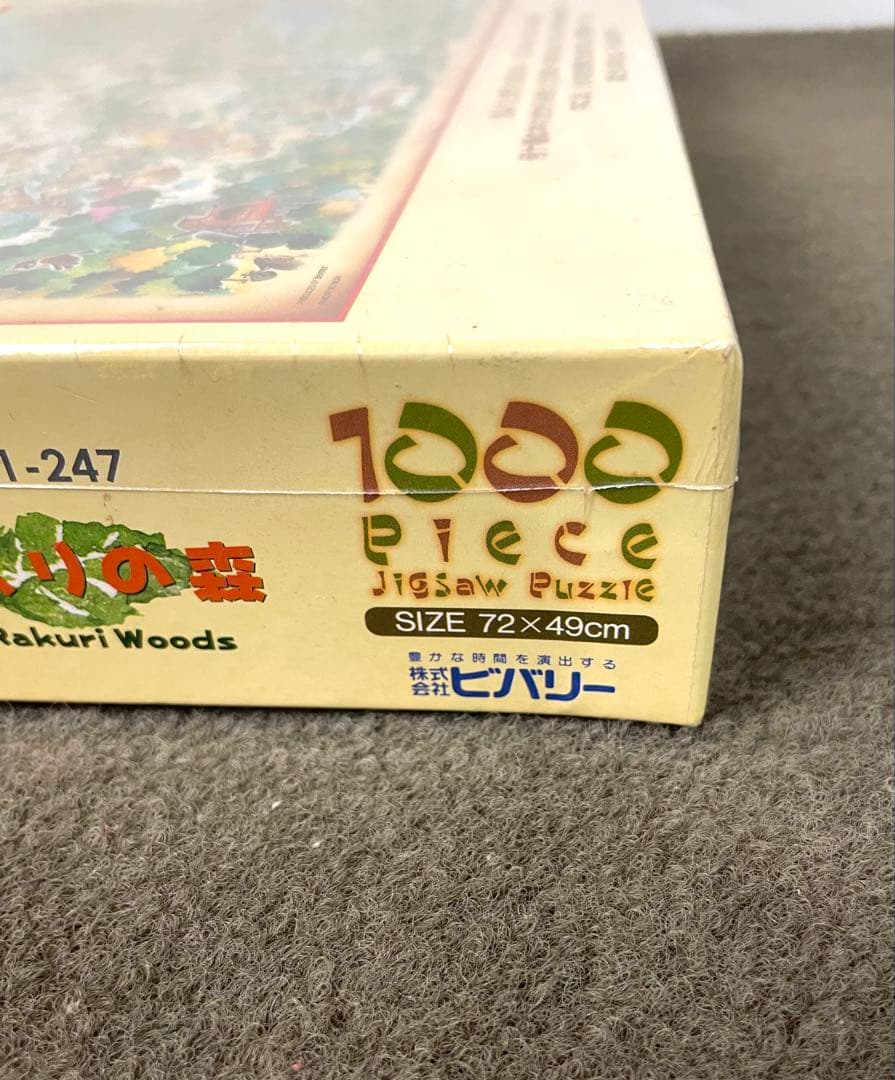 1-247
1000
Piece
Jigsaw Puzzle
SIZE 72×49cm
りの森
Rakuri Woods
豊かな時間を演出する
株式会社ビバリー